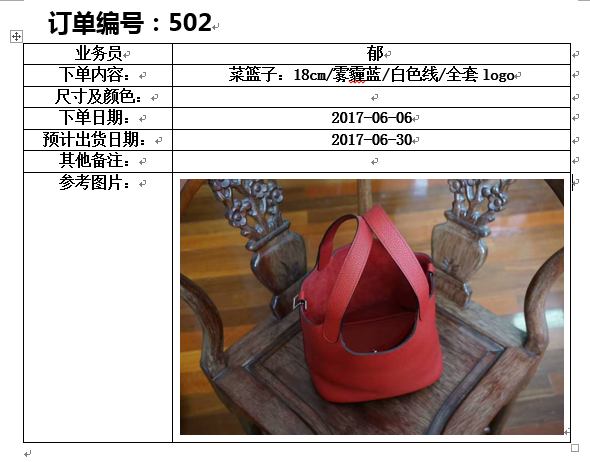 订单编号：502
业务员 郁
下单内容： 菜篮子：18cm/雾霾蓝/白色线/全套 logo
尺寸及颜色：
下单日期： 2017-06-06
预计出货日期： 2017-06-30
其他备注：
参考图片：